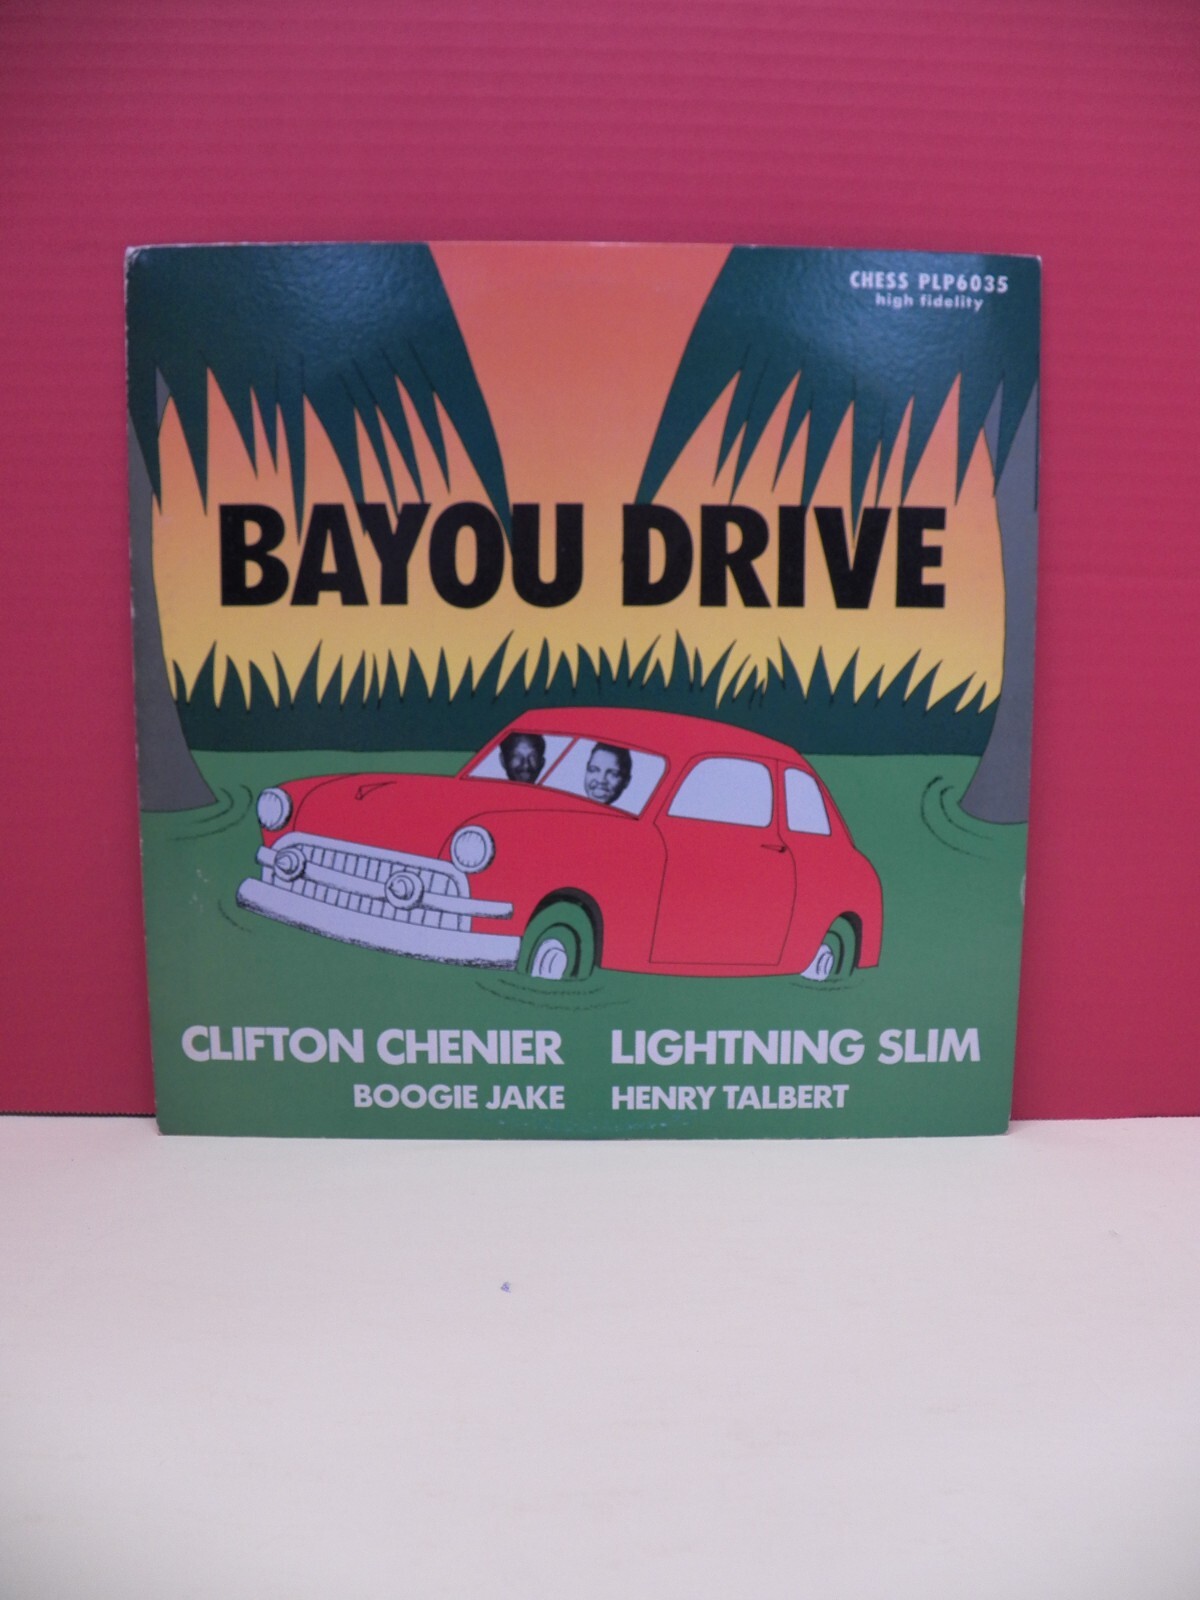 CHESS PLP6035
high fidelity
BAYOU DRIVE
CLIFTON CHENIER LIGHTNING SLIM
BOOGIE JAKE HENRY TALBERT